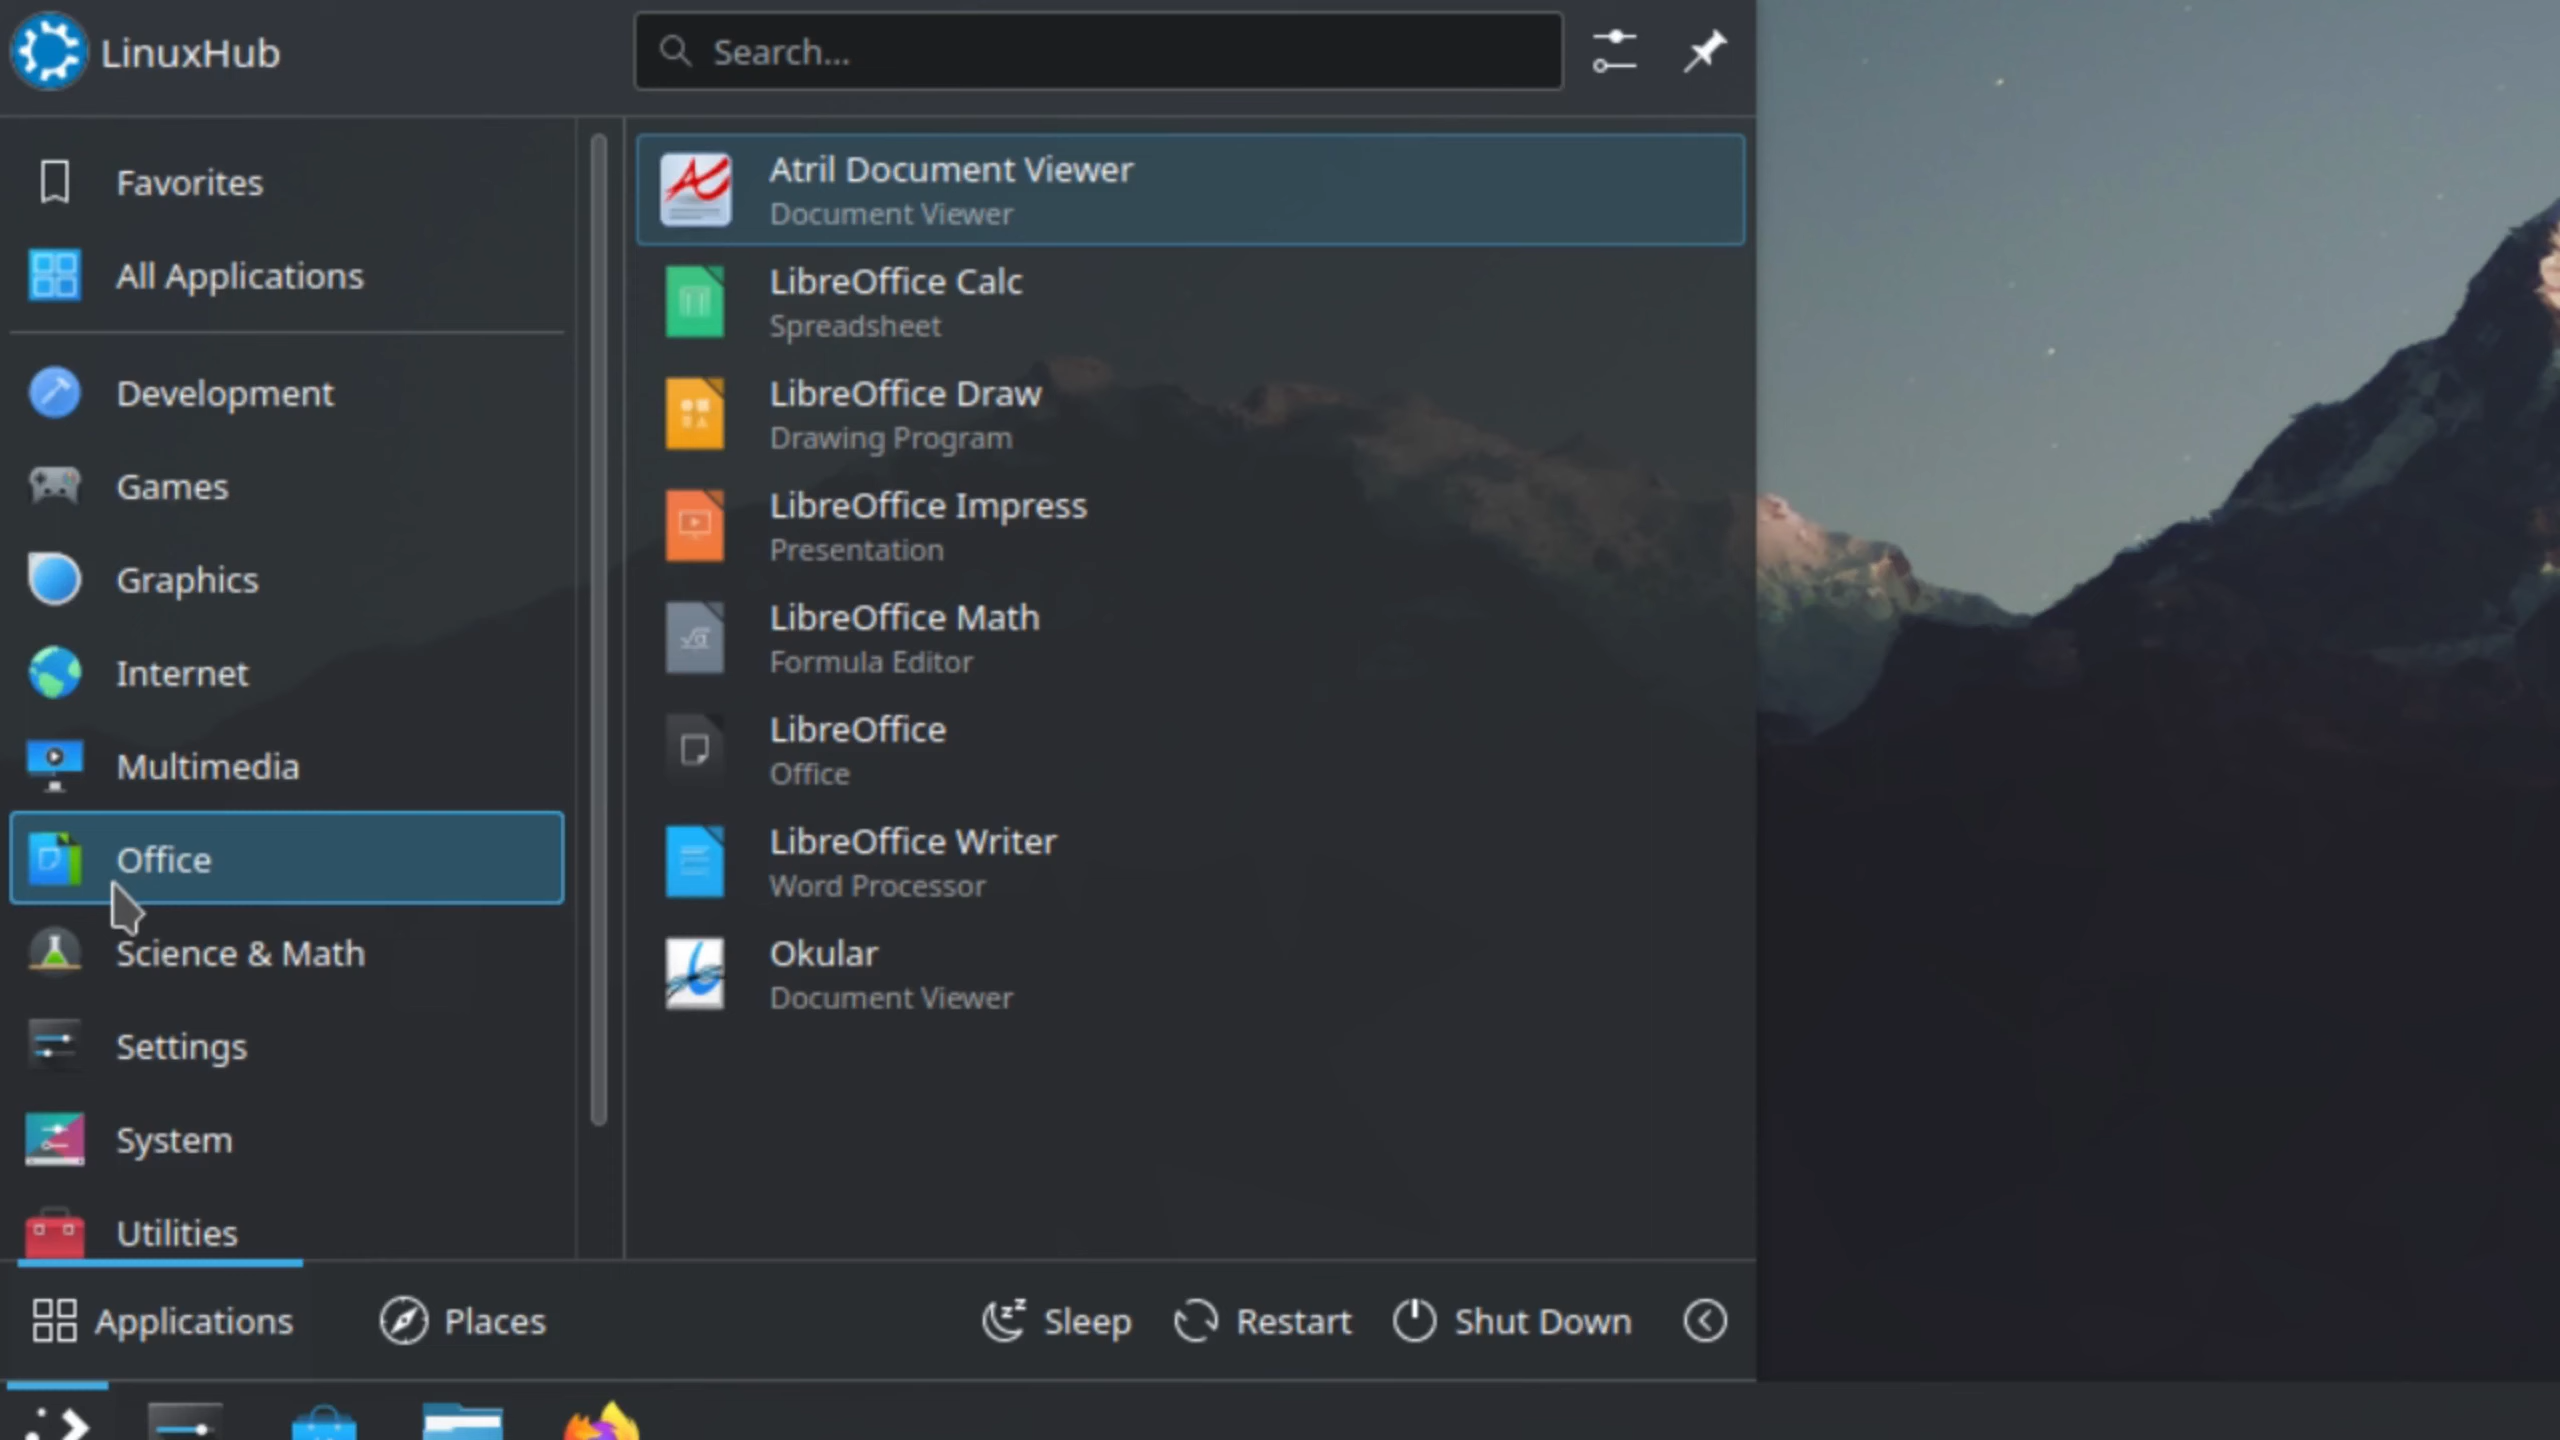 LinuxHub
Search...
Favorites
All Applications
Development
Games
Graphics
Internet
Multimedia
Office
Science & Math
Settings
System
Utilities
Atril Document Viewer
Document Viewer
LibreOffice Calc
Spreadsheet
LibreOffice Draw
Drawing Program
LibreOffice Impress
Presentation
LibreOffice Math
Formula Editor
LibreOffice
Office
LibreOffice Writer
Word Processor
Okular
Document Viewer
Applications
Places
Sleep
Restart
Shut Down